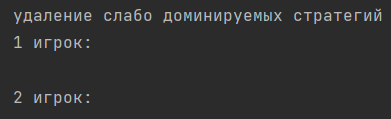 удаление слабо доминируемых стратегий
1 игрок:
2 игрок: